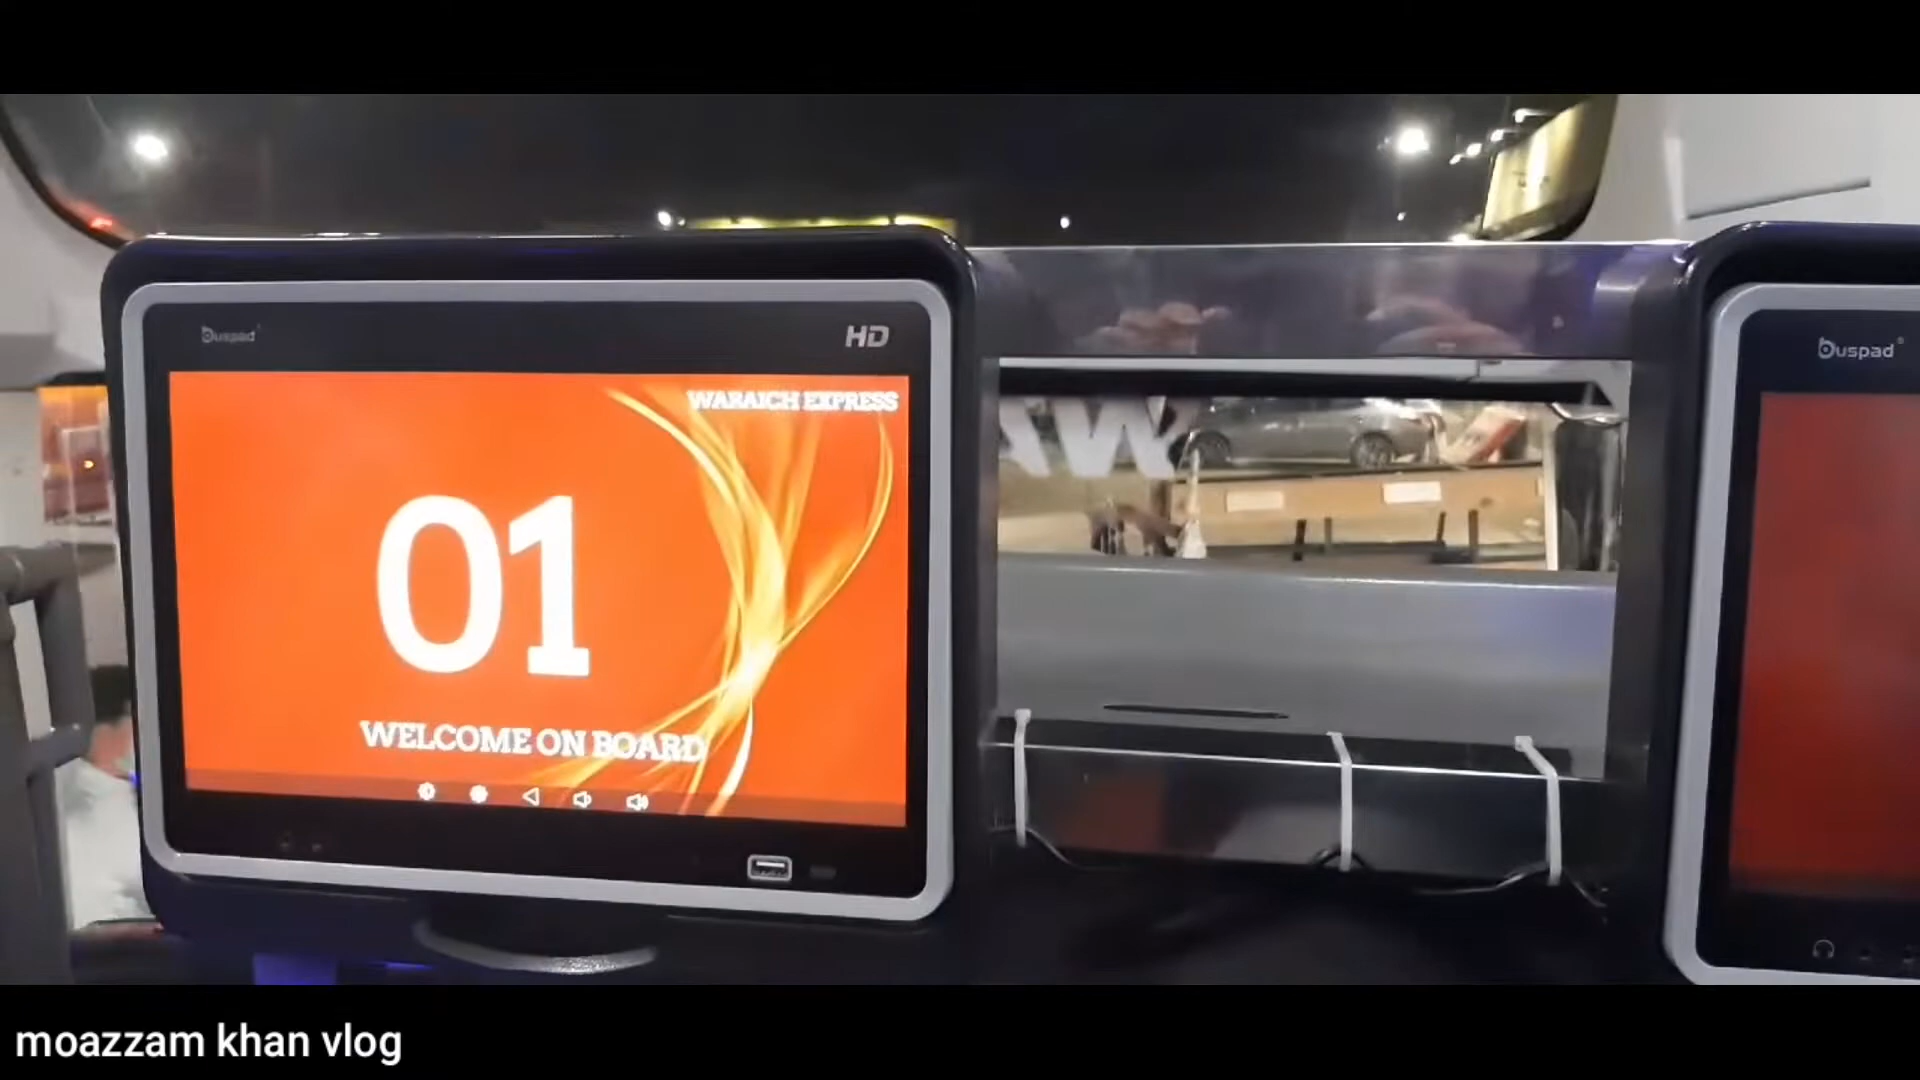 buspad
HD
WARAICH EXPRESS
01
WELCOME ON BOARD
buspad
moazzam khan vlog